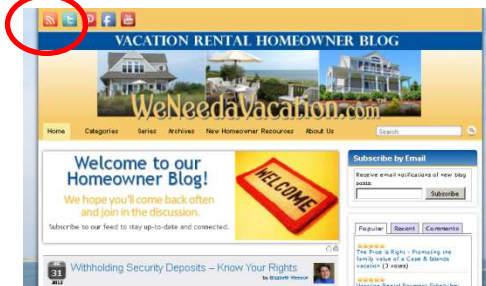 VACATION RENTAL HOMEOWNER BLOG
WeNeedaVacation.com
Home Categories Series Archives New Homeowner Resources About Us Search
Welcome to our
Homeowner Blog!
We hope you'll come back often
and join in the discussion.
Subscribe to our feed to stay up-to-date and connected.
WELCOME
Subscribe by Email
Receive email notifications of new blog
posts:
Subscribe
Popular Recent Comments
The Price is Right - Promoting the
family value of a Cape & Islands
vacation (3 votes)
31
2013
Withholding Security Deposits – Know Your Rights
by Elizabeth Weedon